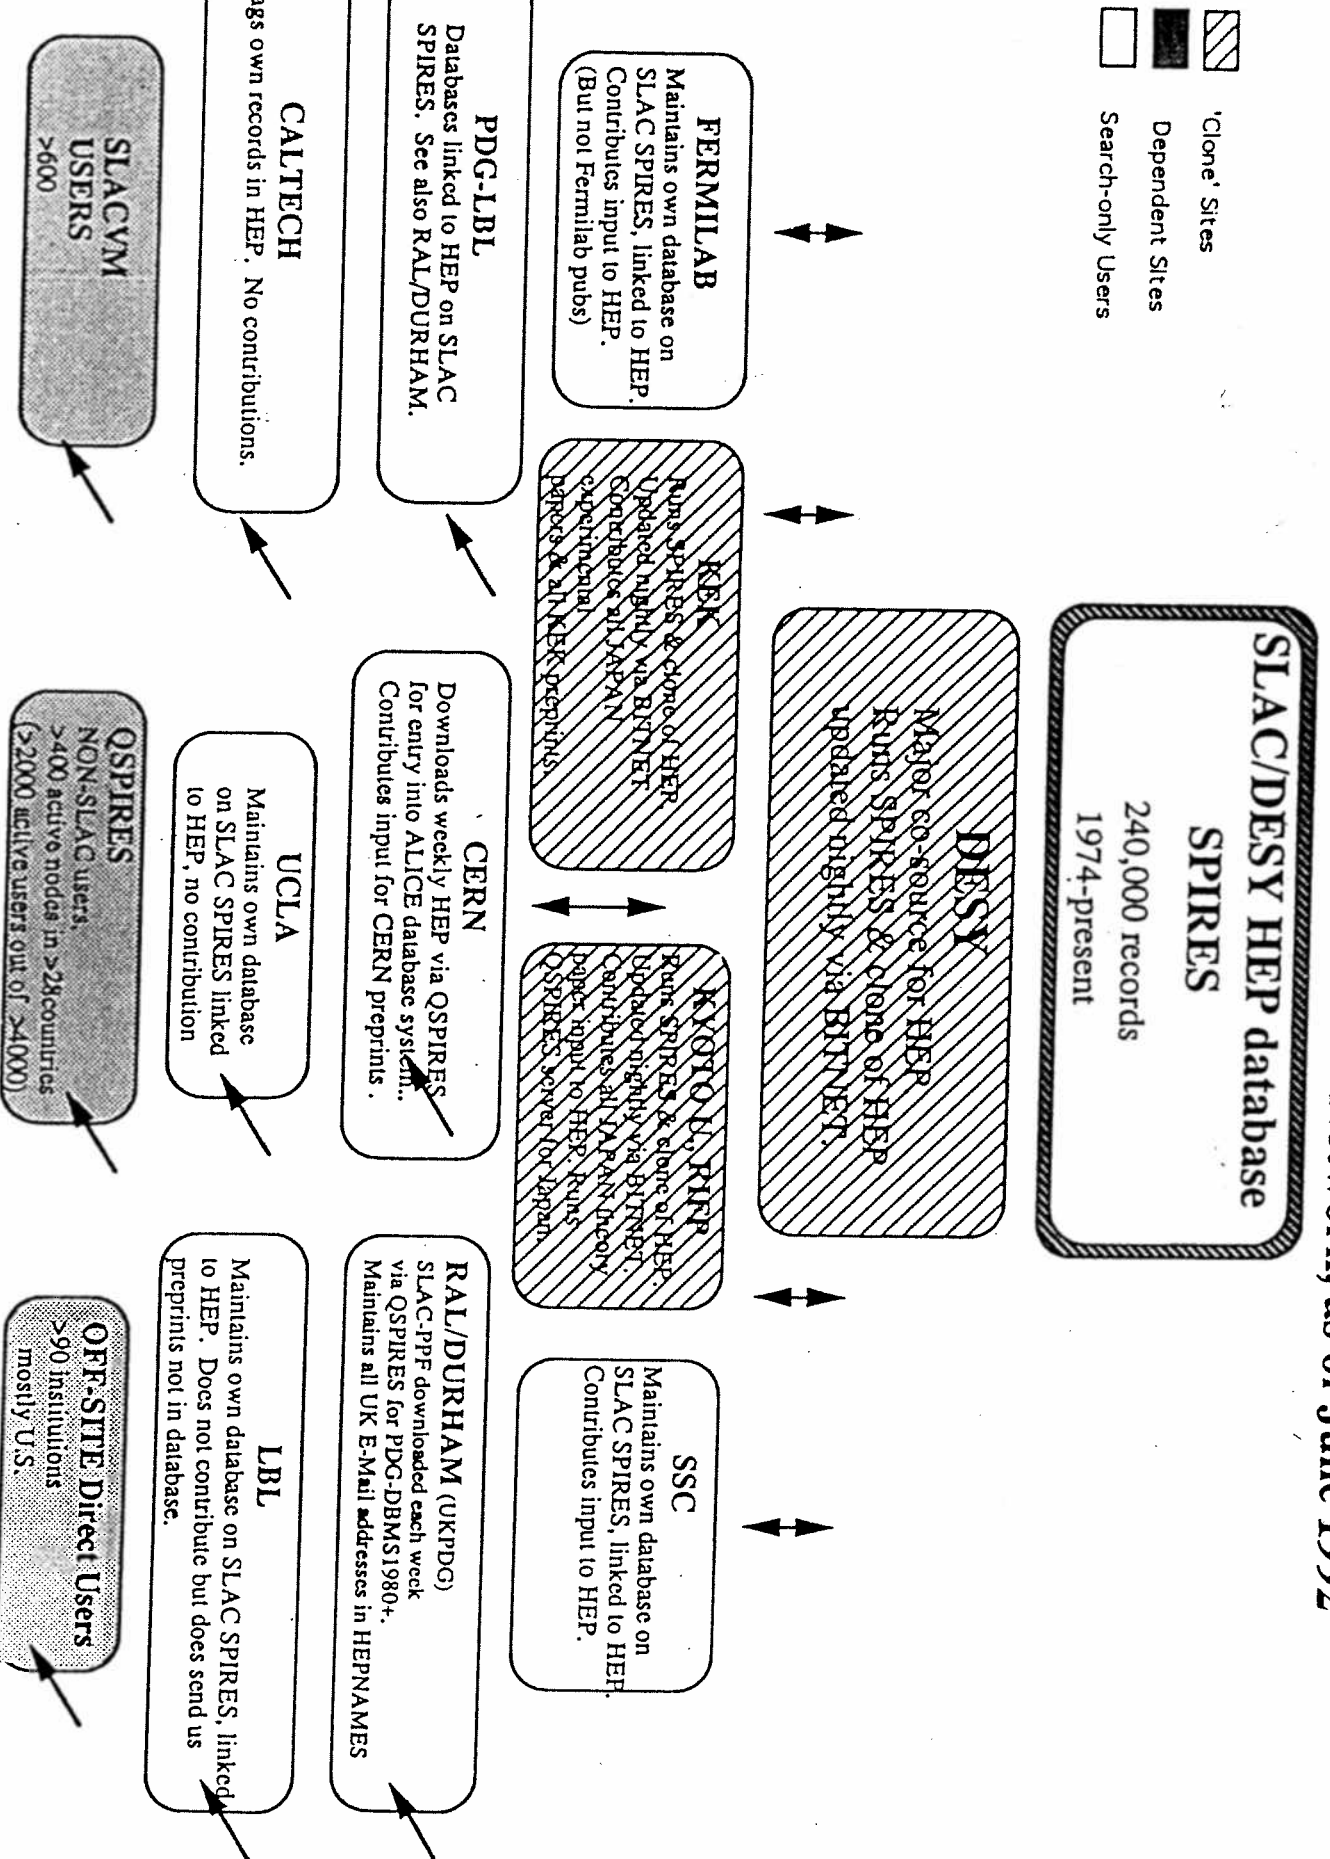 as of June 1992
'Clone' Sites
Dependent Sites
Search-only Users
SLAC/DESY HEP database
SPIRES
240,000 records
1974-present
DESY
Major co-source for HEP
Runs SPIRES & clone of HEP
updated nightly via BITNET.
FERMILAB
Maintains own database on
SLAC SPIRES, linked to HEP.
Contributes input to HEP.
(But not Fermilab pubs)
KEK
Runs SPIRES & clone of HEP
Updated nightly via BITNET
Contributes all JAPAN
experimental
papers & all KEK preprints.
KYOTO U., RIFP
Runs SPIRES & clone of HEP.
Updated nightly via BITNET.
Contributes all JAPAN theory
paper input to HEP. Runs
QSPIRES server for Japan.
SSC
Maintains own database on
SLAC SPIRES, linked to HEP.
Contributes input to HEP.
PDG-LBL
Databases linked to HEP on SLAC
SPIRES. See also RAL/DURHAM.
CERN
Downloads weekly HEP via QSPIRES
for entry into ALICE database system..
Contributes input for CERN preprints .
RAL/DURHAM (UKPDG)
SLAC-PPF downloaded each week
via QSPIRES for PDG-DBMS1980+.
Maintains all UK E-Mail addresses in HEPNAMES
CALTECH
ags own records in HEP. No contributions.
UCLA
Maintains own database
on SLAC SPIRES linked
to HEP, no contribution
LBL
Maintains own database on SLAC SPIRES, linked
to HEP. Does not contribute but does send us
preprints not in database.
SLACVM
USERS
>600
QSPIRES
NON-SLAC users,
>400 active nodes in >28countries
(>2000 active users out of >4000)
OFF-SITE Direct Users
>90 institutions
mostly U.S.